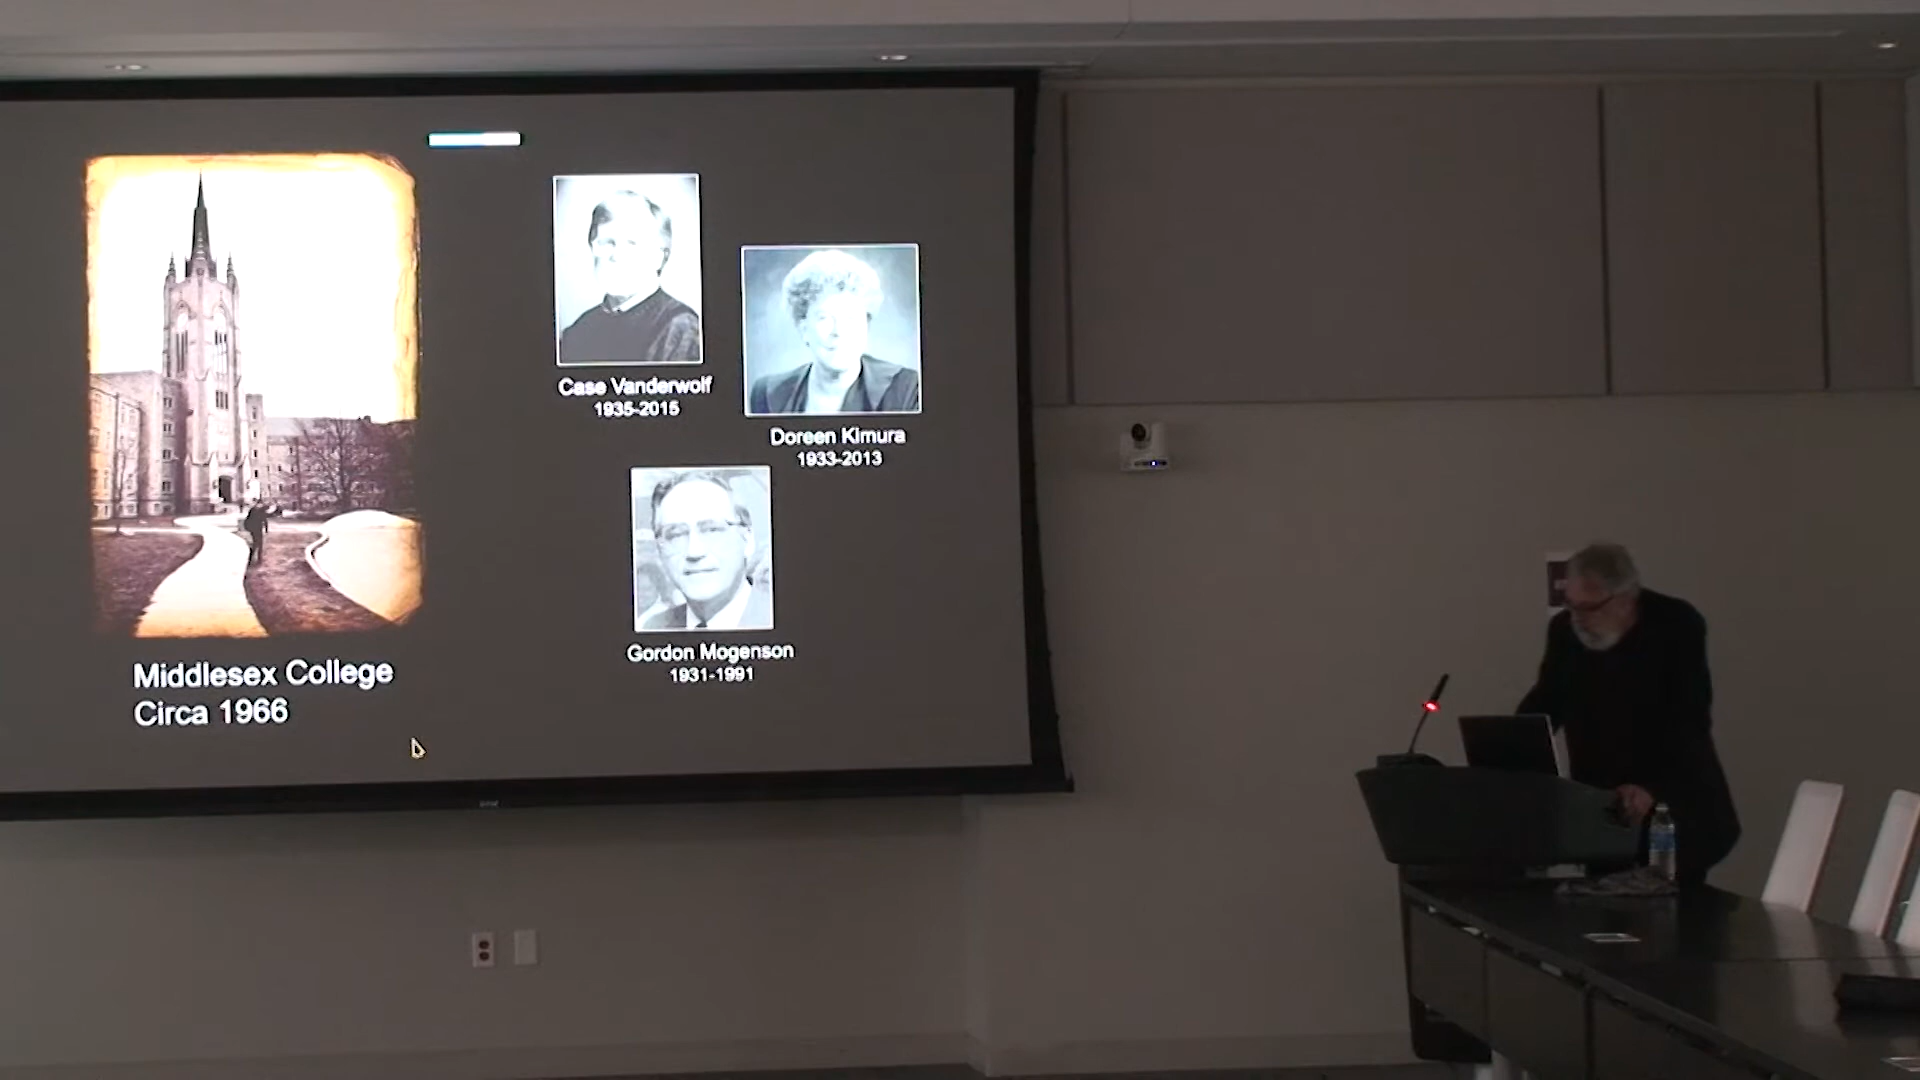 Case Vanderwolf
1935-2015
Doreen Kimura
1933-2013
Gordon Mogenson
1931-1991
Middlesex College
Circa 1966